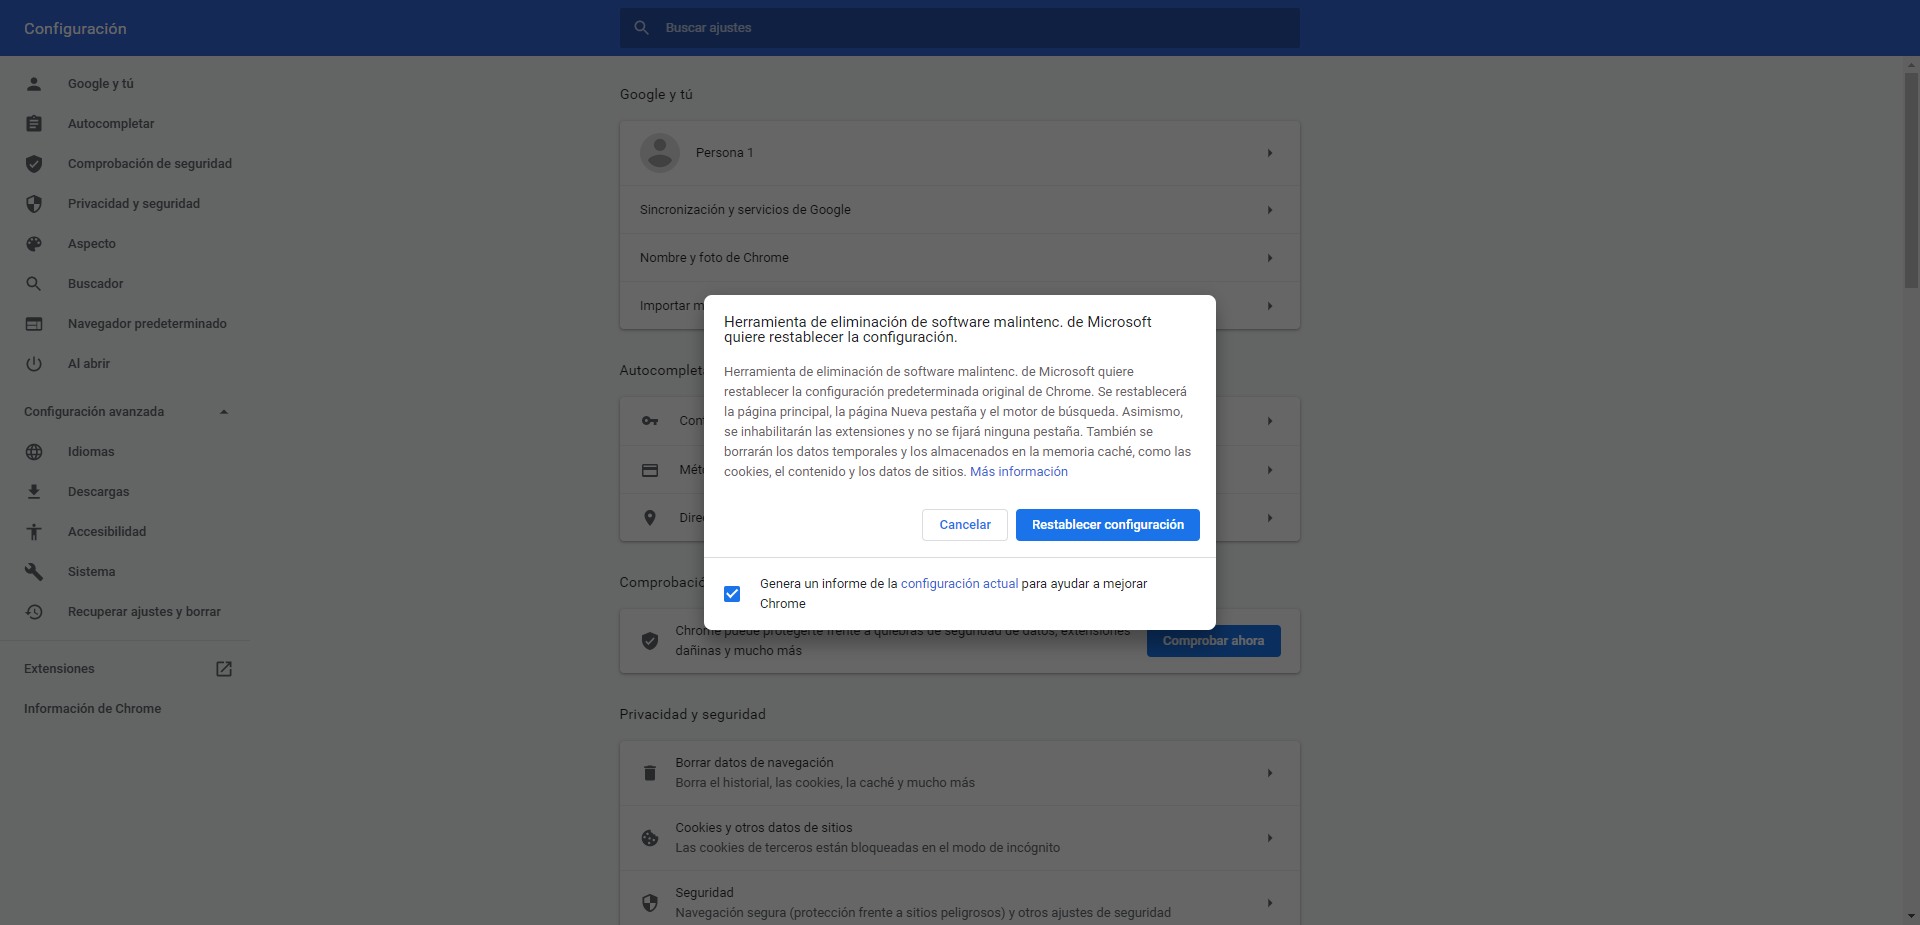 Configuración
Buscar ajustes
Google y tú
Autocompletar
Comprobación de seguridad
Privacidad y seguridad
Aspecto
Buscador
Navegador predeterminado
Al abrir
Configuración avanzada
Idiomas
Descargas
Accesibilidad
Sistema
Recuperar ajustes y borrar
Extensiones
Información de Chrome
Google y tú
Persona 1
Sincronización y servicios de Google
Nombre y foto de Chrome
Importar m
Herramienta de eliminación de software malintenc. de Microsoft
quiere restablecer la configuración.
Herramienta de eliminación de software malintenc. de Microsoft quiere
restablecer la configuración predeterminada original de Chrome. Se restablecerá
la página principal, la página Nueva pestaña y el motor de búsqueda. Asimismo,
se inhabilitarán las extensiones y no se fijará ninguna pestaña. También se
borrarán los datos temporales y los almacenados en la memoria caché, como las
cookies, el contenido y los datos de sitios. Más información
Cancelar
Restablecer configuración
Genera un informe de la configuración actual para ayudar a mejorar
Chrome
Autocomplet
Con
Méto
Dire
Comprobació
Chrome puede protegerte frente a quiebras de seguridad de datos, extensiones
dañinas y mucho más
Comprobar ahora
Privacidad y seguridad
Borrar datos de navegación
Borra el historial, las cookies, la caché y mucho más
Cookies y otros datos de sitios
Las cookies de terceros están bloqueadas en el modo de incógnito
Seguridad
Navegación segura (protección frente a sitios peligrosos) y otros ajustes de seguridad